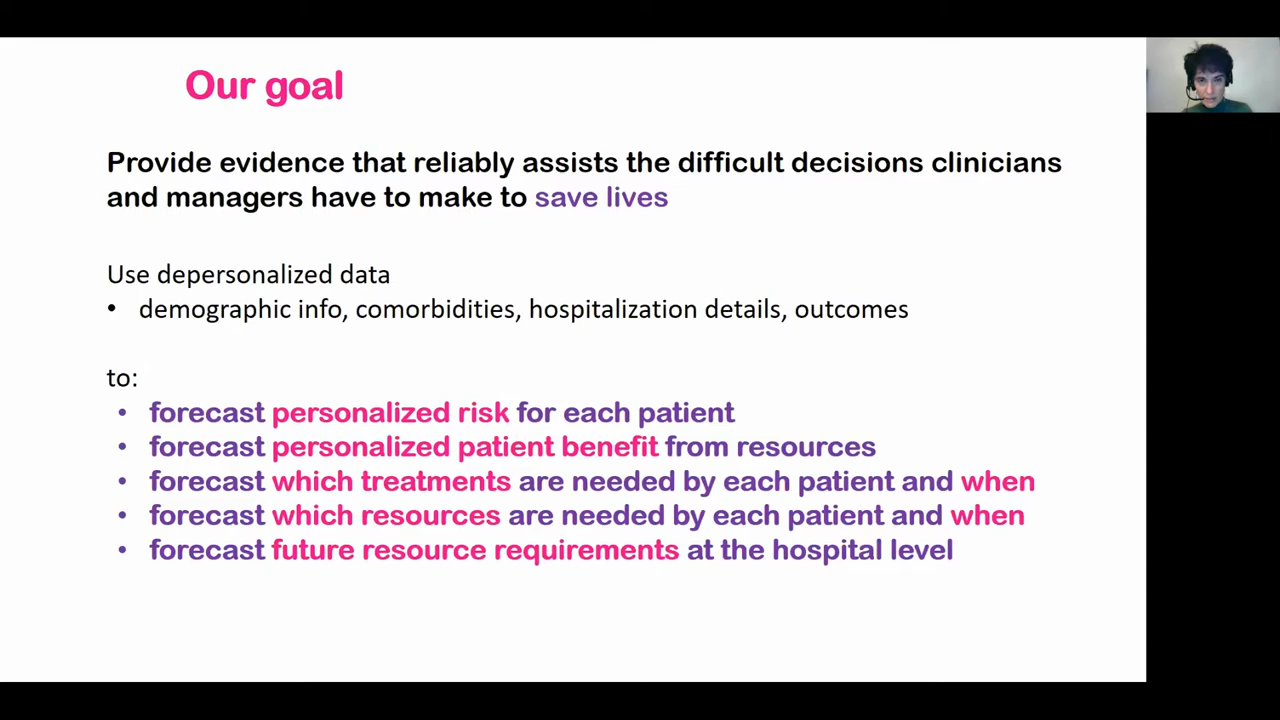 Our goal
Provide evidence that reliably assists the difficult decisions clinicians
and managers have to make to save lives
Use depersonalized data
• demographic info, comorbidities, hospitalization details, outcomes
to:
• forecast personalized risk for each patient
• forecast personalized patient benefit from resources
• forecast which treatments are needed by each patient and when
• forecast which resources are needed by each patient and when
• forecast future resource requirements at the hospital level